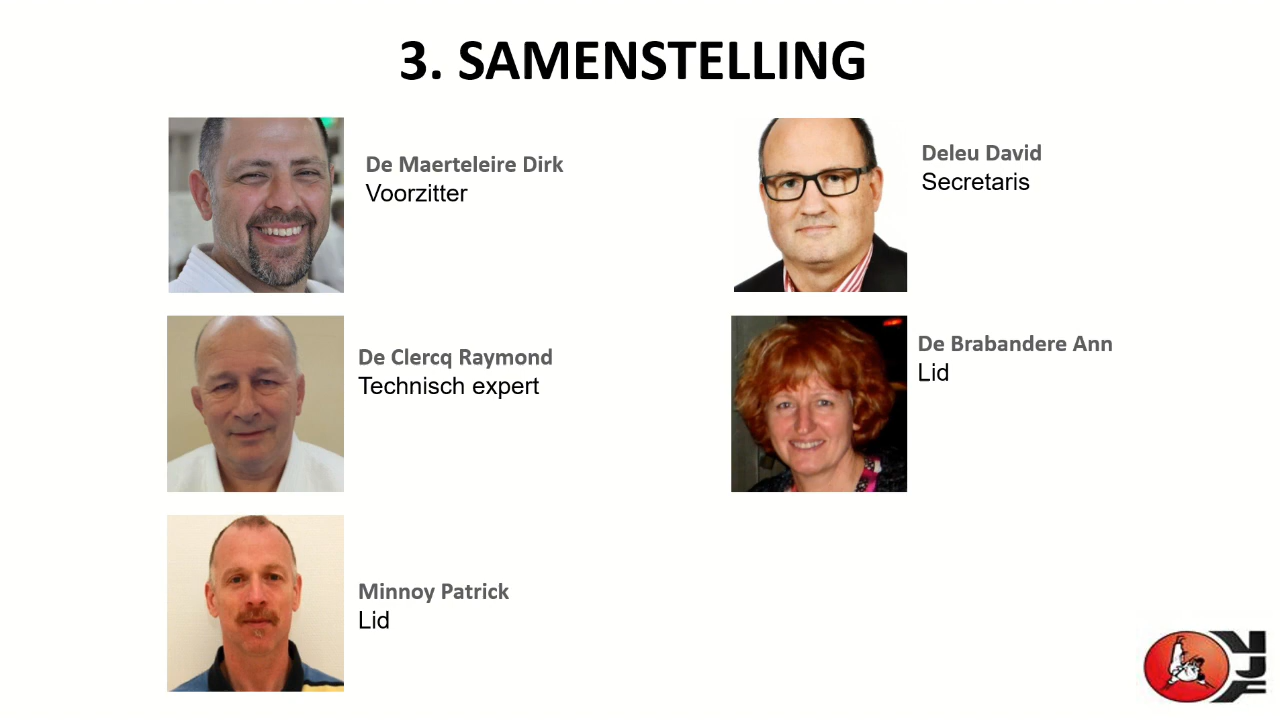 3. SAMENSTELLING
De Maerteleire Dirk
Voorzitter
Deleu David
Secretaris
De Clercq Raymond
Technisch expert
De Brabandere Ann
Lid
Minnoy Patrick
Lid
VJF